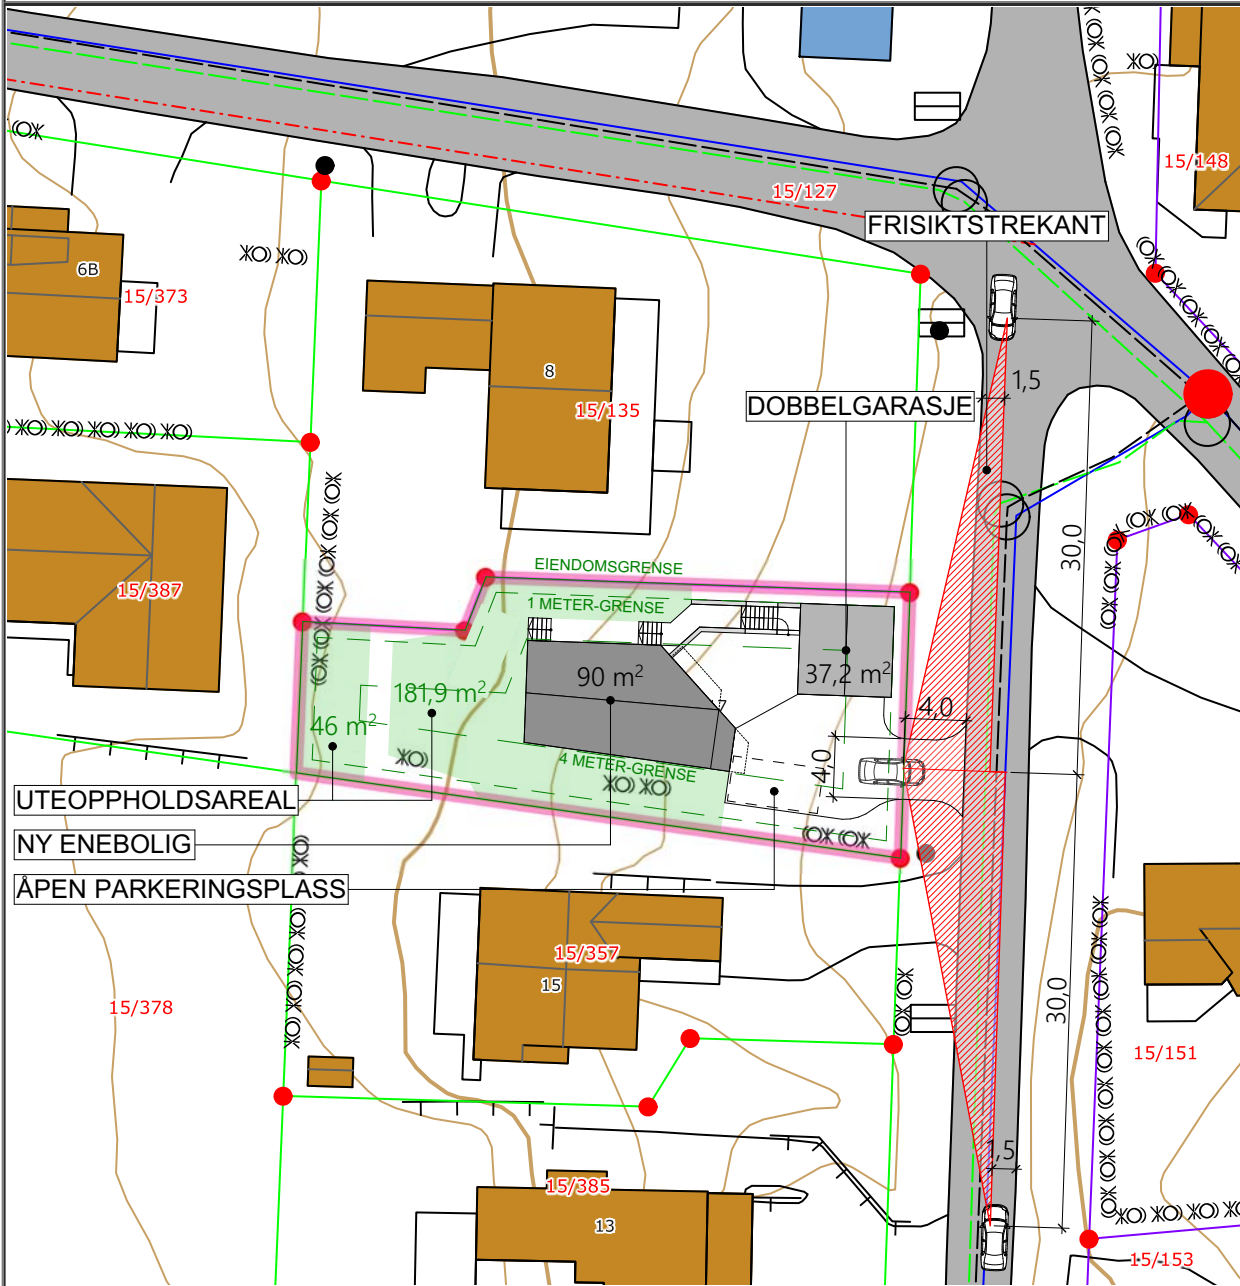 15/148
15/127
FRISIKTSTREKANT
6B
15/373
8
1,5
15/135
DOBBELGARASJE
30,0
EIENDOMSGRENSE
15/387
1 METER-GRENSE
90 m²
37,2 m²
181,9 m²
4,0
46 m²
4,0
4 METER-GRENSE
UTEOPPHOLDSAREAL
NY ENEBOLIG
ÅPEN PARKERINGSPLASS
15/357
15
15/378
30,0
15/151
1,5
15/385
13
15/153